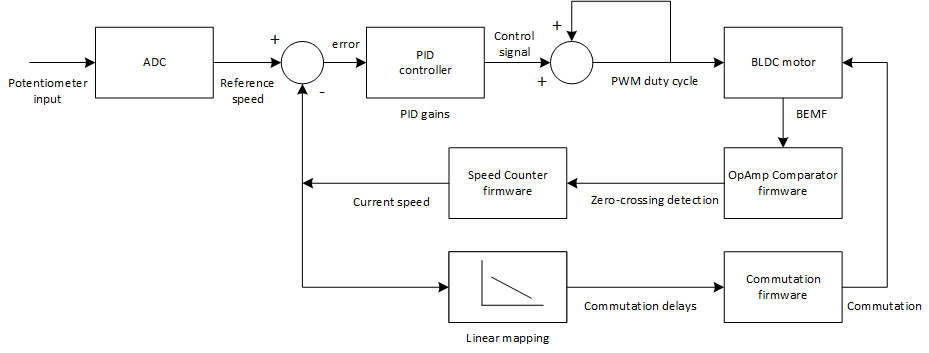 +
+
error
PID
controller
Control
signal
+
+
ADC
BLDC motor
Potentiometer
input
Reference
speed
-
PID gains
PWM duty cycle
BEMF
Speed Counter
firmware
OpAmp Comparator
firmware
Current speed
Zero-crossing detection
Commutation
firmware
Linear mapping
Commutation delays
Commutation